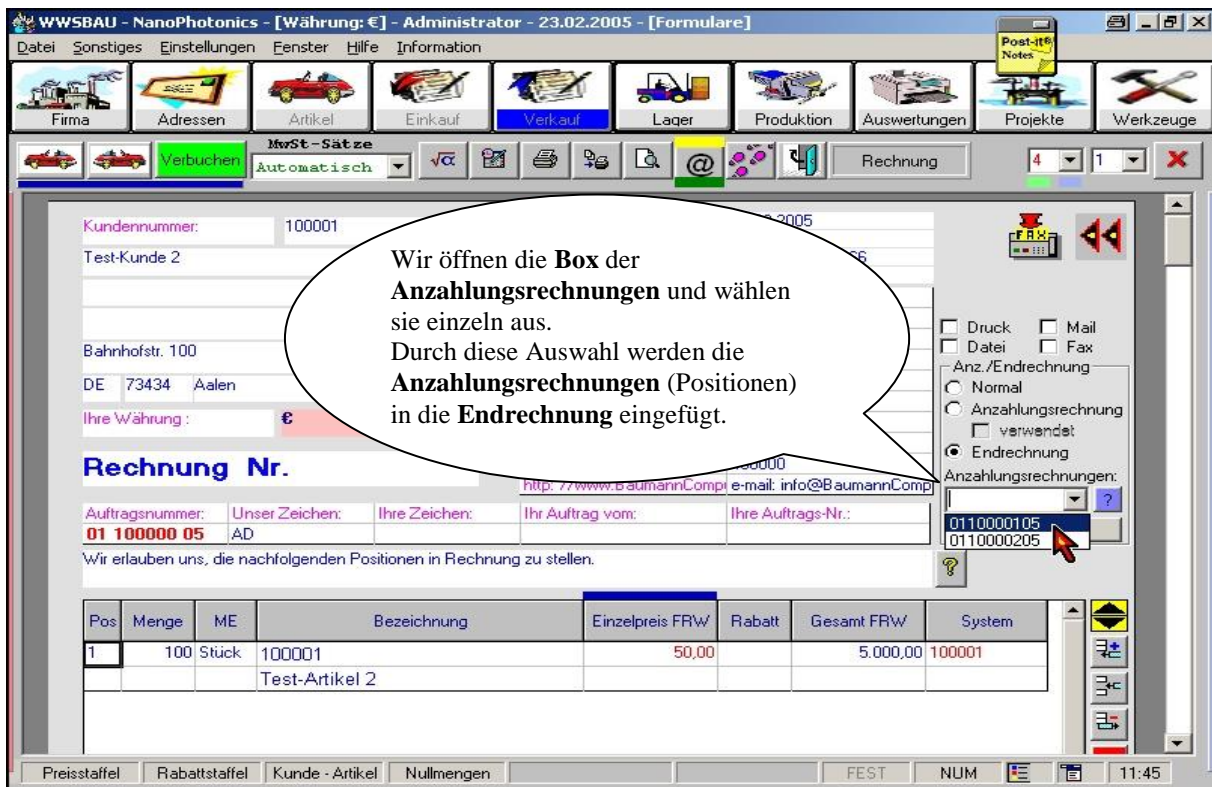 WWSBAU - NanoPhotonics - [Währung: €] - Administrator - 23.02.2005 - [Formulare]
Datei Sonstiges Einstellungen Fenster Hilfe Information
Post-it® Notes
Firma Adressen Artikel Einkauf Verkauf Lager Produktion Auswertungen Projekte Werkzeuge
Verbuchen
MwSt-Sätze
Automatisch
√α
@
Rechnung
4
1
Kundennummer: 100001
2005
FAX
Test-Kunde 2
Wir öffnen die Box der
Anzahlungsrechnungen und wählen
sie einzeln aus.
Durch diese Auswahl werden die
Anzahlungsrechnungen (Positionen)
in die Endrechnung eingefügt.
Druck Mail
Datei Fax
Bahnhofstr. 100
Anz./Endrechnung
Normal
DE 73434 Aalen
Anzahlungsrechnung
verwendet
Ihre Währung : €
Endrechnung
Rechnung Nr.
Anzahlungsrechnungen:
http: //www.BaumannCompu e-mail: info@BaumannComp
?
0110000105
0110000205
Auftragsnummer: Unser Zeichen: Ihre Zeichen: Ihr Auftrag vom: Ihre Auftrags-Nr.:
01 100000 05 AD
Wir erlauben uns, die nachfolgenden Positionen in Rechnung zu stellen.
?
Pos Menge ME Bezeichnung Einzelpreis FRW Rabatt Gesamt FRW System
1 100 Stück 100001 50,00 5.000,00 100001
Test-Artikel 2
Preisstaffel Rabattstaffel Kunde - Artikel Nullmengen FEST NUM 11:45